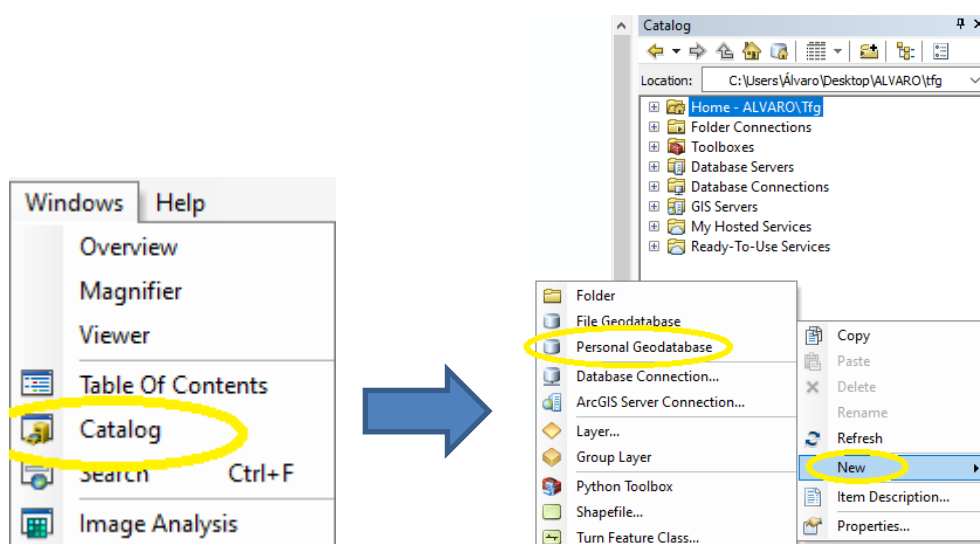 Windows Help
Overview
Magnifier
Viewer
Table Of Contents
Catalog
Search Ctrl+F
Image Analysis
Catalog
Location: C:\Users\Álvaro\Desktop\ALVARO\tfg
Home - ALVARO\Tfg
Folder Connections
Toolboxes
Database Servers
Database Connections
GIS Servers
My Hosted Services
Ready-To-Use Services
Folder
File Geodatabase
Personal Geodatabase
Database Connection...
ArcGIS Server Connection...
Layer...
Group Layer
Python Toolbox
Shapefile...
Turn Feature Class...
Copy
Paste
Delete
Rename
Refresh
New
Item Description...
Properties...